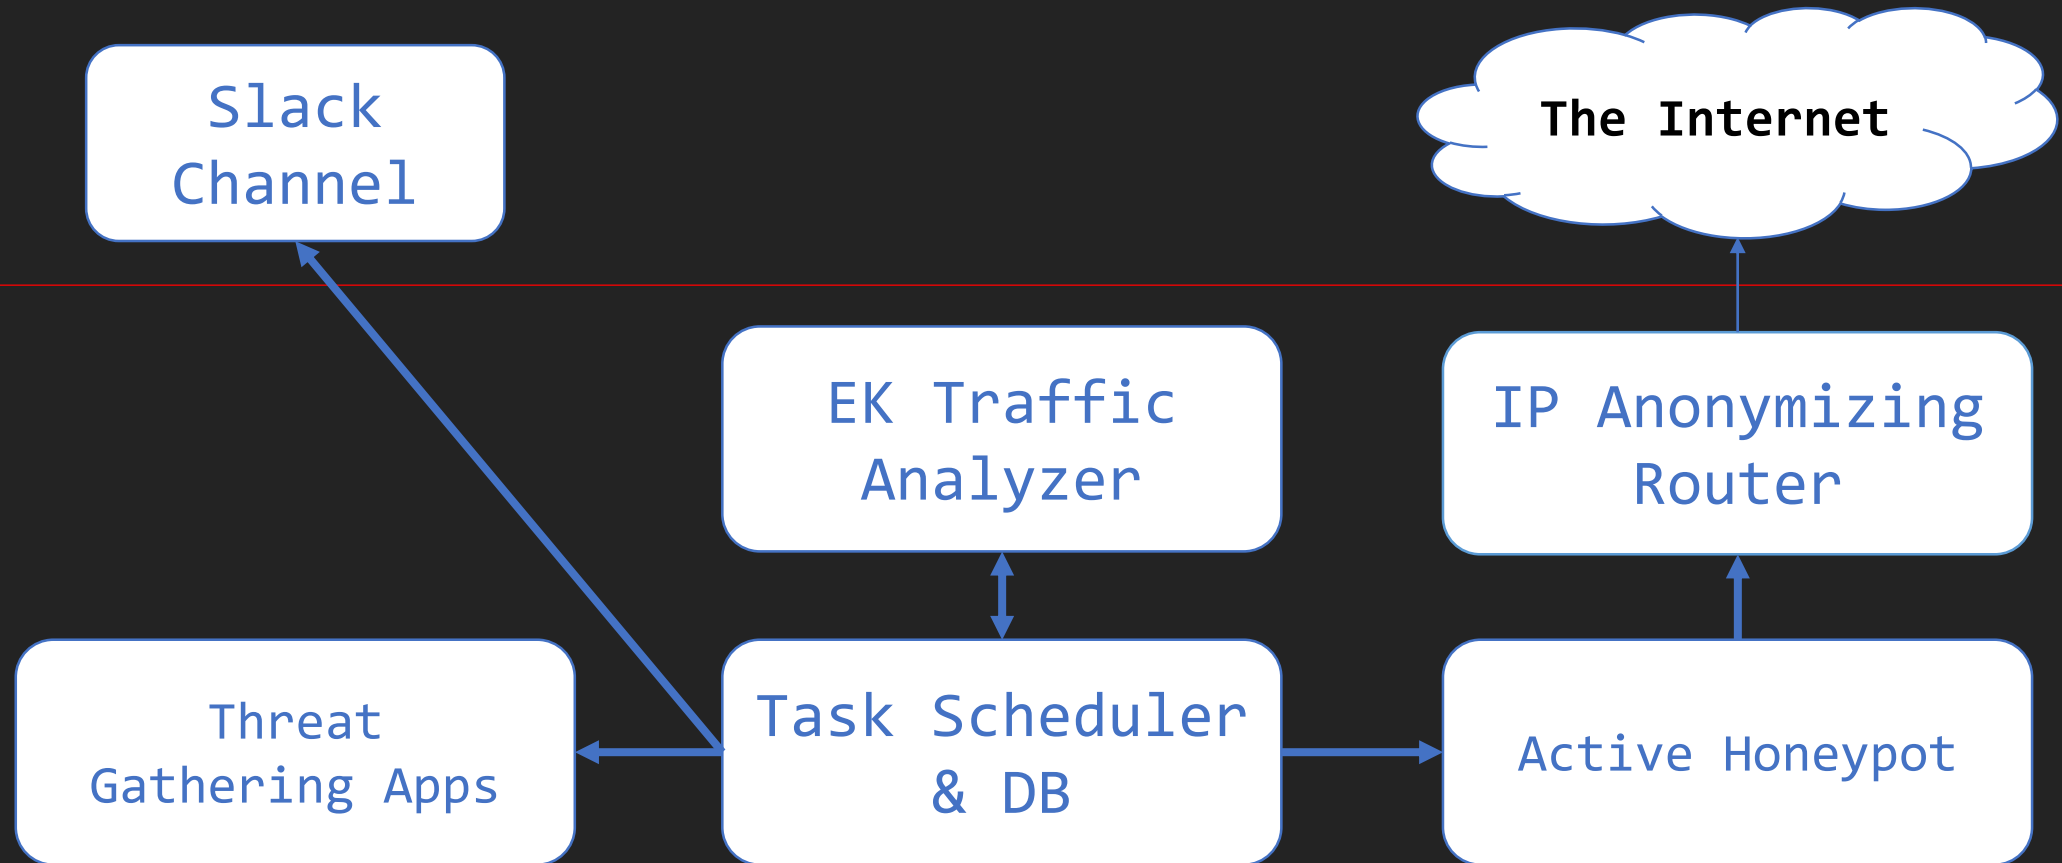 Slack
Channel
The Internet
EK Traffic
Analyzer
IP Anonymizing
Router
Threat
Gathering Apps
Task Scheduler
& DB
Active Honeypot